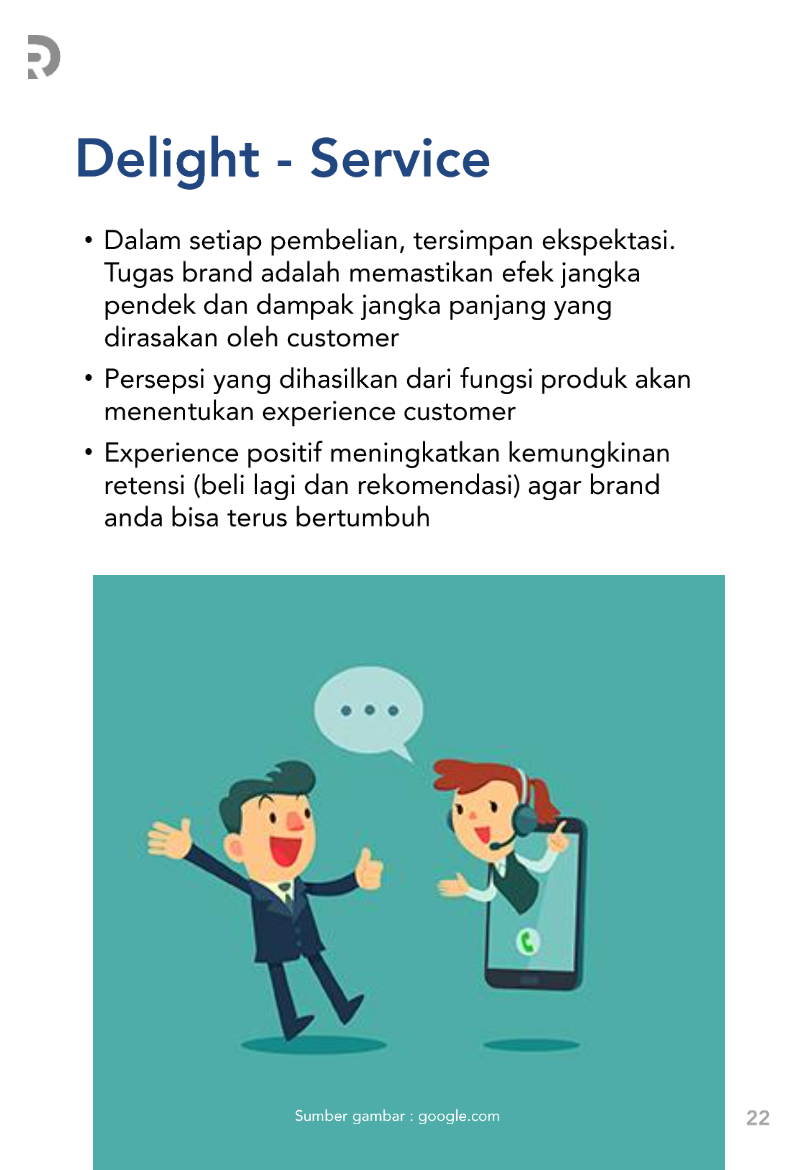 Delight - Service
• Dalam setiap pembelian, tersimpan ekspektasi.
Tugas brand adalah memastikan efek jangka
pendek dan dampak jangka panjang yang
dirasakan oleh customer
• Persepsi yang dihasilkan dari fungsi produk akan
menentukan experience customer
• Experience positif meningkatkan kemungkinan
retensi (beli lagi dan rekomendasi) agar brand
anda bisa terus bertumbuh
Sumber gambar : google.com
22